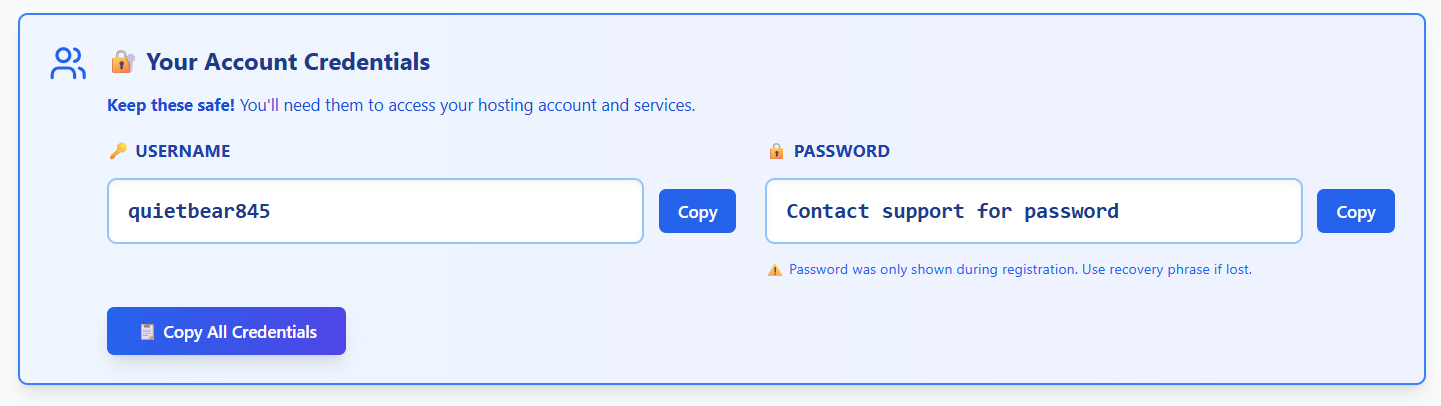 Your Account Credentials
Keep these safe! You'll need them to access your hosting account and services.
USERNAME
PASSWORD
quietbear845
Copy
Contact support for password
Copy
Password was only shown during registration. Use recovery phrase if lost.
Copy All Credentials